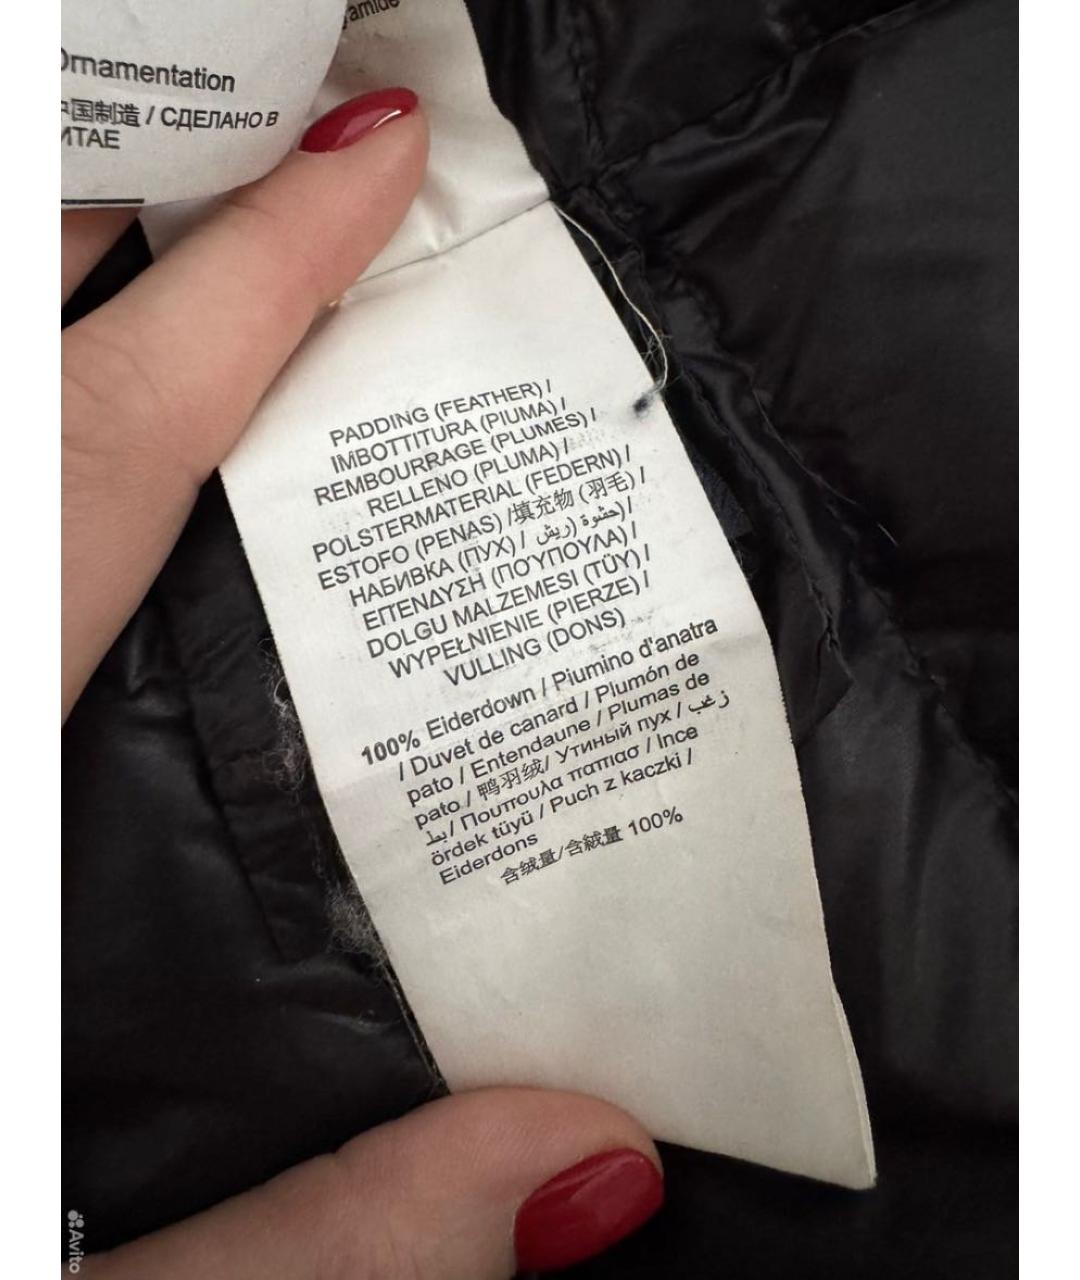 Ornamentation
中国制造 / СДЕЛАНО В
ИТАЕ
PADDING (FEATHER) /
IMBOTTITURA (PIUMA) /
REMBOURRAGE (PLUMES) /
RELLENO (PLUMA) /
POLSTERMATERIAL (FEDERN) /
ESTOFO (PENAS) /填充物 (羽毛) /
НАБИВКА (ПУХ) / حشوة (ريش) /
ΕΠΕΝΔΥΣΗ (ΠΟΎΠΟΥΛΑ) /
DOLGU MALZEMESI (TÜY) /
WYPEŁNIENIE (PIERZE) /
VULLING (DONS)
100% Eiderdown / Piumino d'anatra
/ Duvet de canard / Plumón de
pato / Entendaune / Plumas de
pato / 鸭羽绒/ Утиный пух / زغب
بط / Πουπουλα παπιασ / Ince
ördek tüyü / Puch z kaczki /
Eiderdons
含绒量/含絨量 100%
Avito